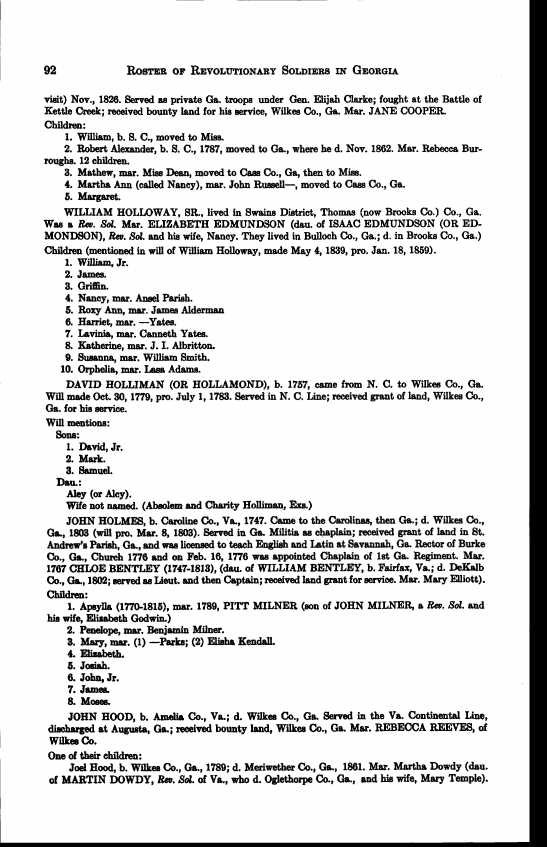 92 ROSTER OF REVOLUTIONARY SOLDIERS IN GEORGIA
visit) Nov., 1826. Served as private Ga. troops under Gen. Elijah Clarke; fought at the Battle of
Kettle Creek; received bounty land for his service, Wilkes Co., Ga. Mar. JANE COOPER.
Children:
1. William, b. S. C., moved to Miss.
2. Robert Alexander, b. S. C., 1787, moved to Ga., where he d. Nov. 1862. Mar. Rebecca Bur-
roughs. 12 children.
3. Mathew, mar. Miss Dean, moved to Cass Co., Ga, then to Miss.
4. Martha Ann (called Nancy), mar. John Russell—, moved to Cass Co., Ga.
5. Margaret.
WILLIAM HOLLOWAY, SR., lived in Swains District, Thomas (now Brooks Co.) Co., Ga.
Was a Rev. Sol. Mar. ELIZABETH EDMUNDSON (dau. of ISAAC EDMUNDSON (OR ED-
MONDSON), Rev. Sol. and his wife, Nancy. They lived in Bulloch Co., Ga.; d. in Brooks Co., Ga.)
Children (mentioned in will of William Holloway, made May 4, 1839, pro. Jan. 18, 1859).
1. William, Jr.
2. James.
3. Griffin.
4. Nancy, mar. Ansel Parish.
5. Roxy Ann, mar. James Alderman
6. Harriet, mar. —Yates.
7. Lavinia, mar. Canneth Yates.
8. Katherine, mar. J. I. Albritton.
9. Susanna, mar. William Smith.
10. Orphelia, mar. Lasa Adams.
DAVID HOLLIMAN (OR HOLLAMOND), b. 1757, came from N. C. to Wilkes Co., Ga.
Will made Oct. 30, 1779, pro. July 1, 1783. Served in N. C. Line; received grant of land, Wilkes Co.,
Ga. for his service.
Will mentions:
Sons:
1. David, Jr.
2. Mark.
3. Samuel.
Dau.:
Aley (or Alcy).
Wife not named. (Absolem and Charity Holliman, Exs.)
JOHN HOLMES, b. Caroline Co., Va., 1747. Came to the Carolinas, then Ga.; d. Wilkes Co.,
Ga., 1803 (will pro. Mar. 8, 1803). Served in Ga. Militia as chaplain; received grant of land in St.
Andrew's Parish, Ga., and was licensed to teach English and Latin at Savannah, Ga. Rector of Burke
Co., Ga., Church 1776 and on Feb. 16, 1776 was appointed Chaplain of 1st Ga. Regiment. Mar.
1767 CHLOE BENTLEY (1747-1813), (dau. of WILLIAM BENTLEY, b. Fairfax, Va.; d. DeKalb
Co., Ga., 1802; served as Lieut. and then Captain; received land grant for service. Mar. Mary Elliott).
Children:
1. Apsylla (1770-1815), mar. 1789, PITT MILNER (son of JOHN MILNER, a Rev. Sol. and
his wife, Elizabeth Godwin.)
2. Penelope, mar. Benjamin Milner.
3. Mary, mar. (1) —Parks; (2) Elisha Kendall.
4. Elizabeth.
5. Josiah.
6. John, Jr.
7. James.
8. Moses.
JOHN HOOD, b. Amelia Co., Va.; d. Wilkes Co., Ga. Served in the Va. Continental Line,
discharged at Augusta, Ga.; received bounty land, Wilkes Co., Ga. Mar. REBECCA REEVES, of
Wilkes Co.
One of their children:
Joel Hood, b. Wilkes Co., Ga., 1789; d. Meriwether Co., Ga., 1861. Mar. Martha Dowdy (dau.
of MARTIN DOWDY, Rev. Sol. of Va., who d. Oglethorpe Co., Ga., and his wife, Mary Temple).